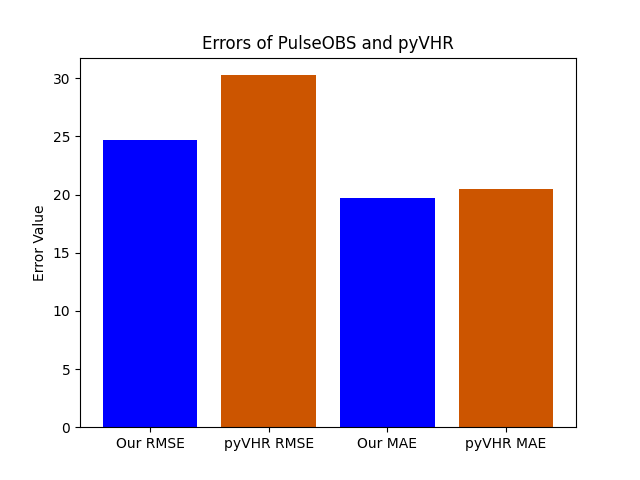 Errors of PulseOBS and pyVHR
Error Value
30
25
20
15
10
5
0
Our RMSE
pyVHR RMSE
Our MAE
pyVHR MAE